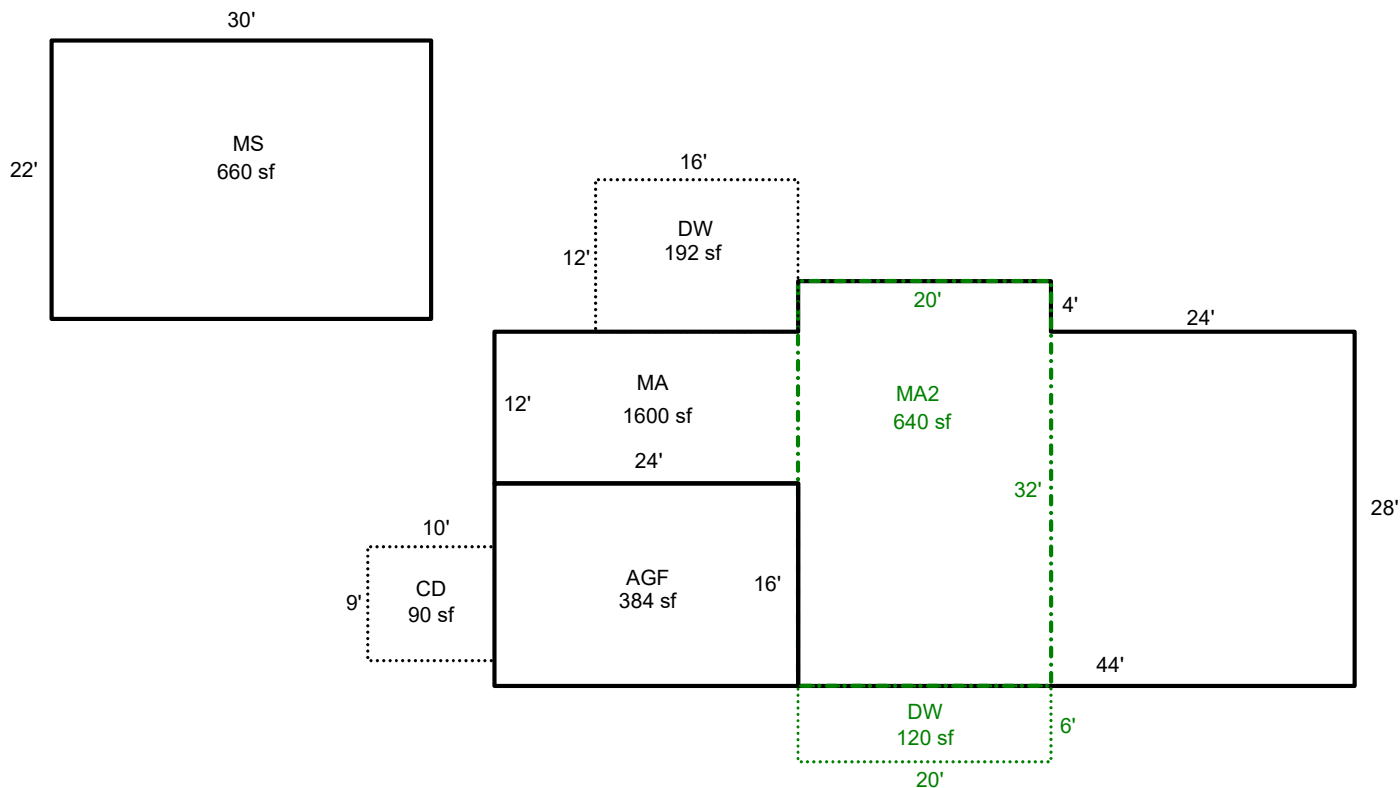 30'
MS
660 sf
22'
16'
DW
192 sf
12'
20'
4'
24'
MA
1600 sf
12'
24'
MA2
640 sf
32'
28'
10'
CD
90 sf
9'
AGF
384 sf
16'
44'
DW
120 sf
6'
20'